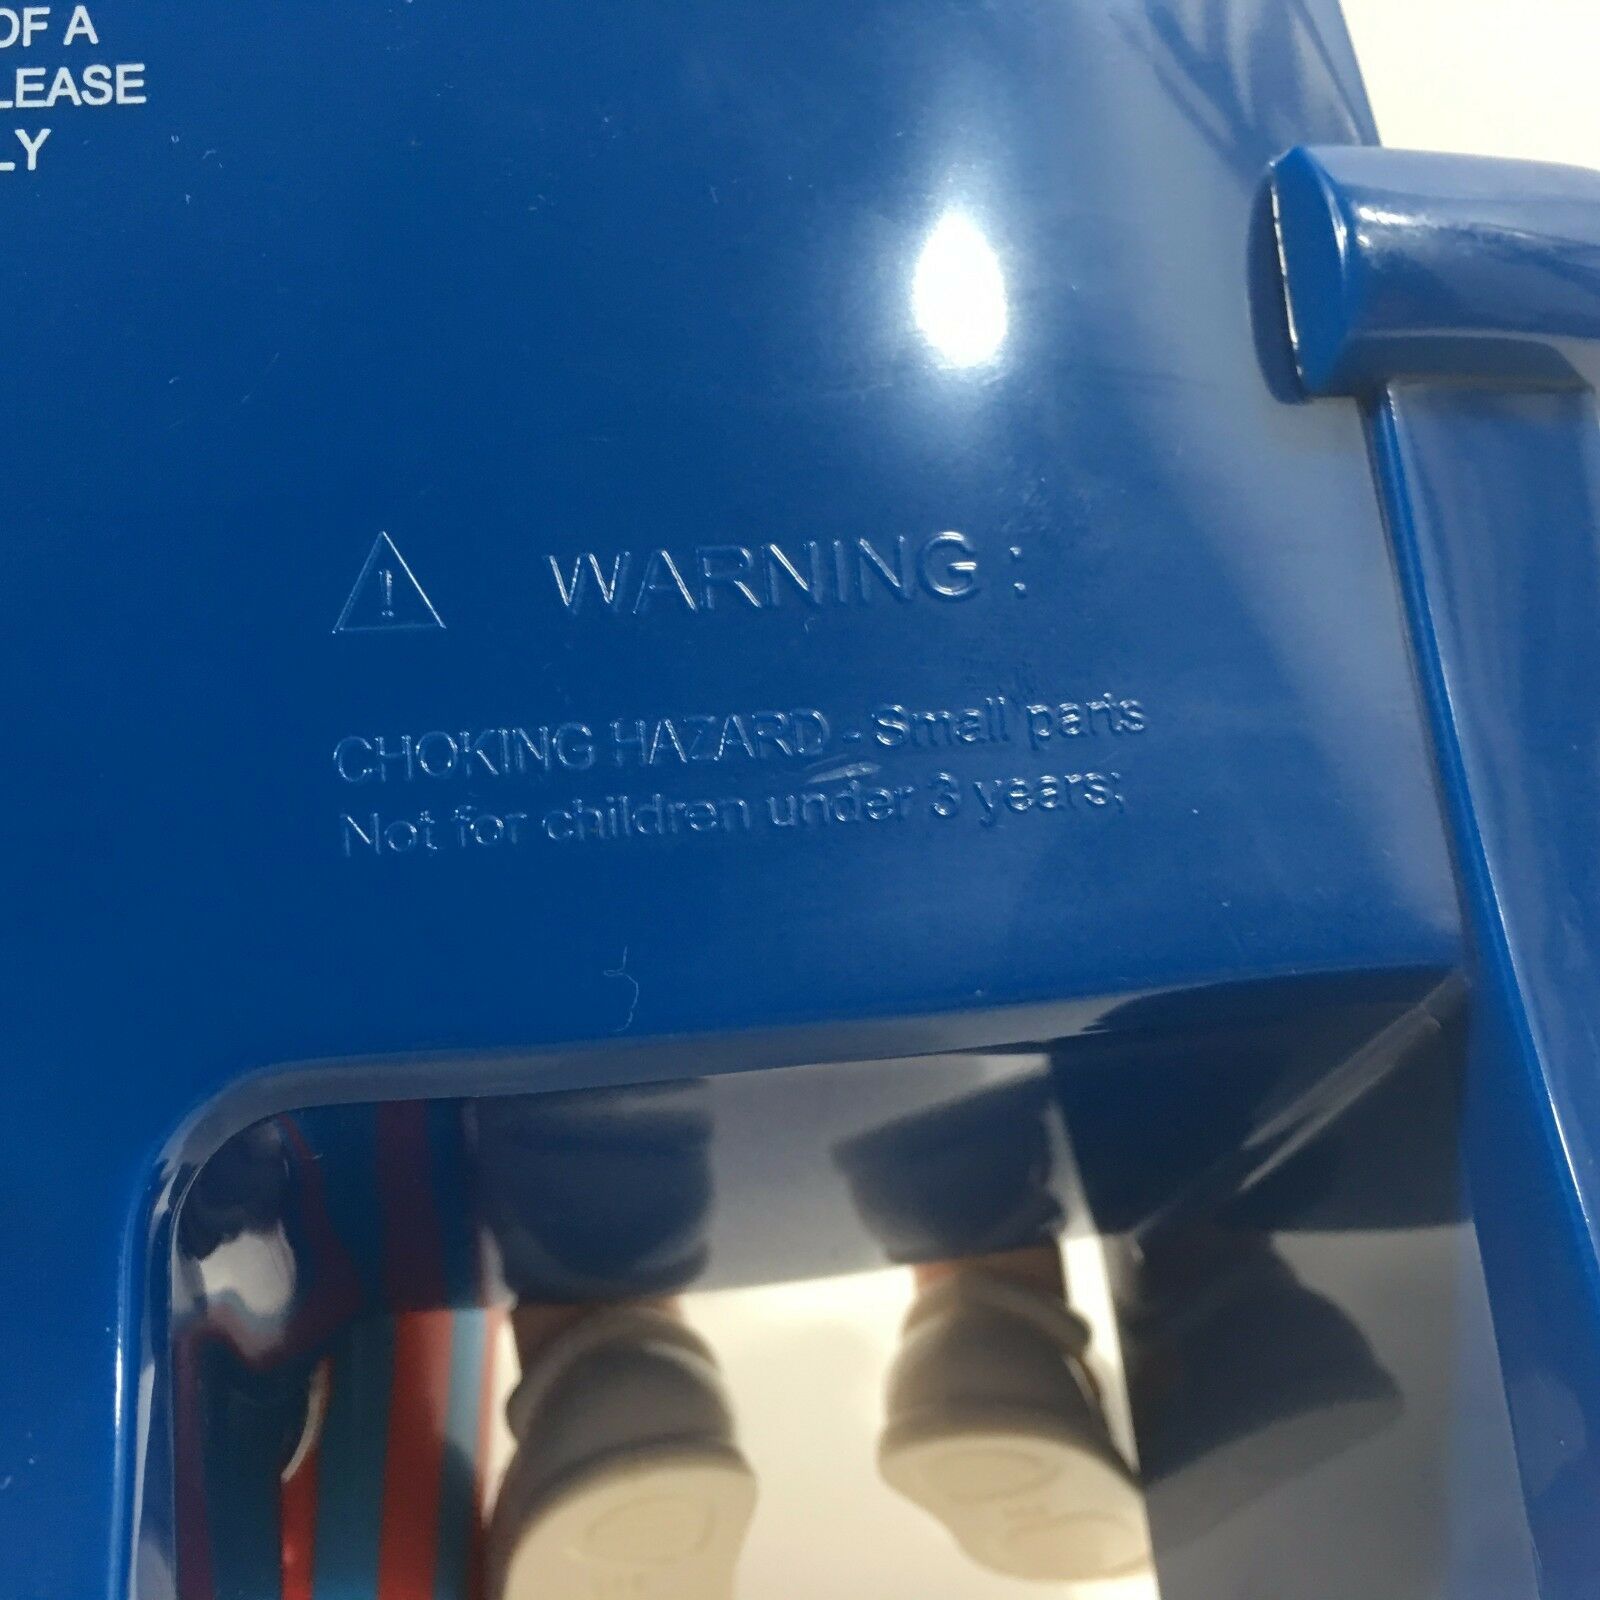 OF A
LEASE
LY
WARNING :
CHOKING HAZARD - Small parts
Not for children under 3 years;